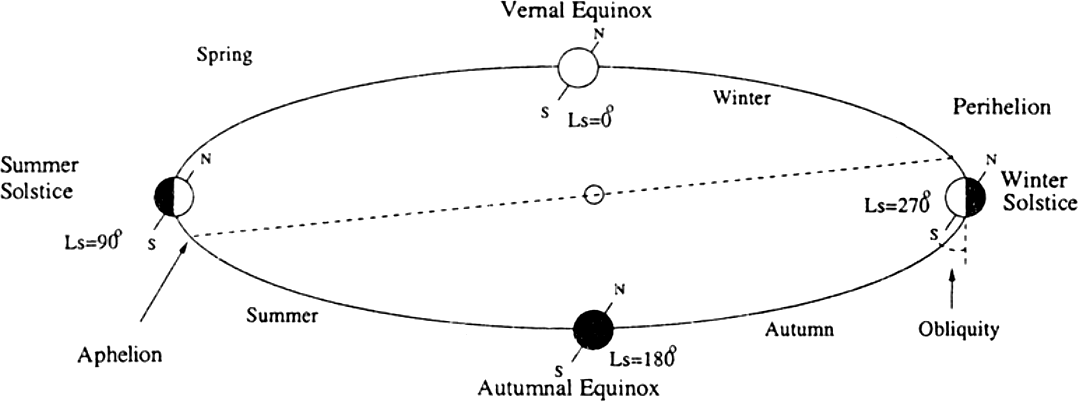 Vernal Equinox
N
S
Ls=0°
Spring
Winter
Perihelion
Summer
Solstice
N
S
Ls=90°
N
S
Ls=270°
Winter
Solstice
Aphelion
Summer
N
S
Ls=180°
Autumnal Equinox
Autumn
Obliquity